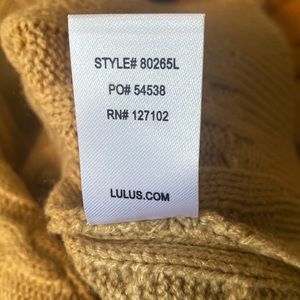 STYLE# 80265L
PO# 54538
RN# 127102
LULUS.COM